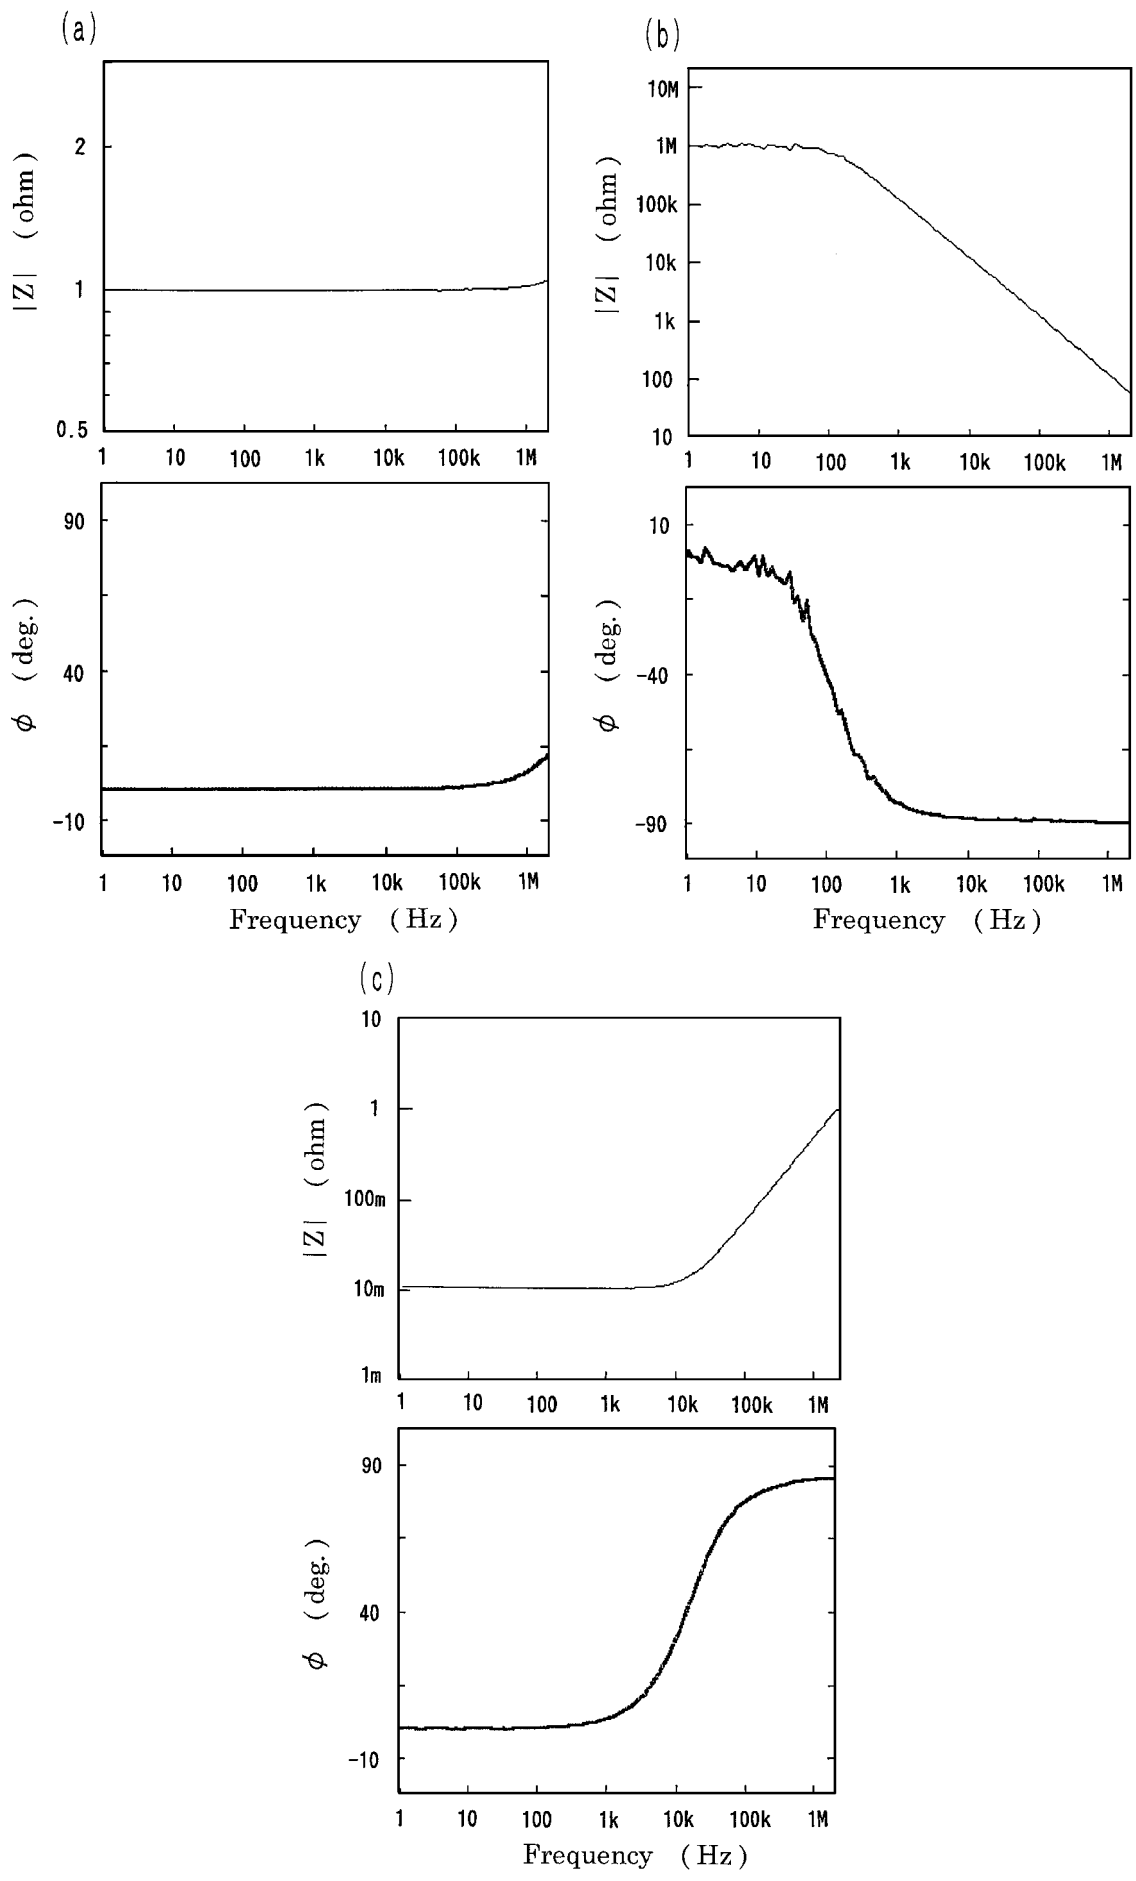 (a)
|Z| (ohm)
2
1
0.5
1 10 100 1k 10k 100k 1M
φ (deg.)
90
40
-10
1 10 100 1k 10k 100k 1M
Frequency (Hz)
(b)
|Z| (ohm)
10M
1M
100k
10k
1k
100
10
1 10 100 1k 10k 100k 1M
φ (deg.)
10
-40
-90
1 10 100 1k 10k 100k 1M
Frequency (Hz)
(c)
|Z| (ohm)
10
1
100m
10m
1m
1 10 100 1k 10k 100k 1M
φ (deg.)
90
40
-10
1 10 100 1k 10k 100k 1M
Frequency (Hz)